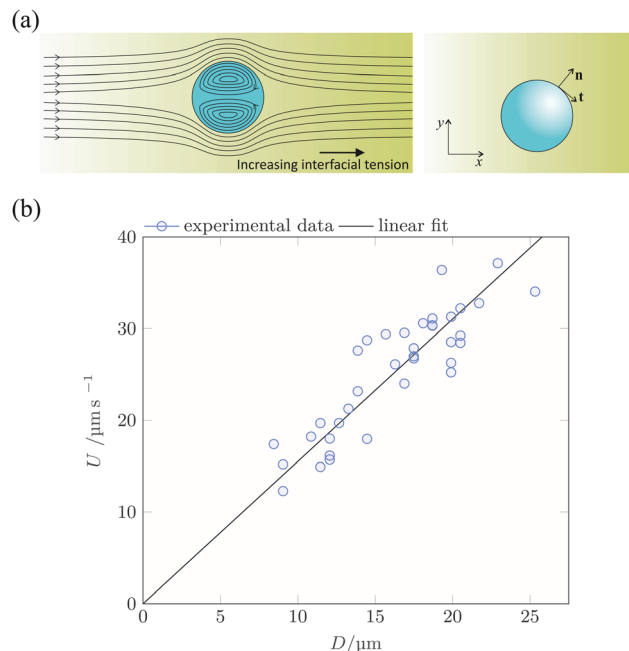 (a)
n
t
y
x
Increasing interfacial tension
(b)
experimental data linear fit
40
30
20
10
0
U /µm s −1
0 5 10 15 20 25
D/µm